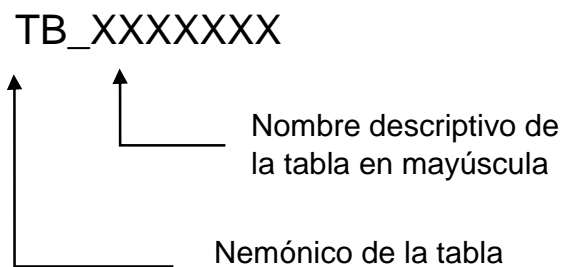 TB_XXXXXXX
Nombre descriptivo de
la tabla en mayúscula
Nemónico de la tabla